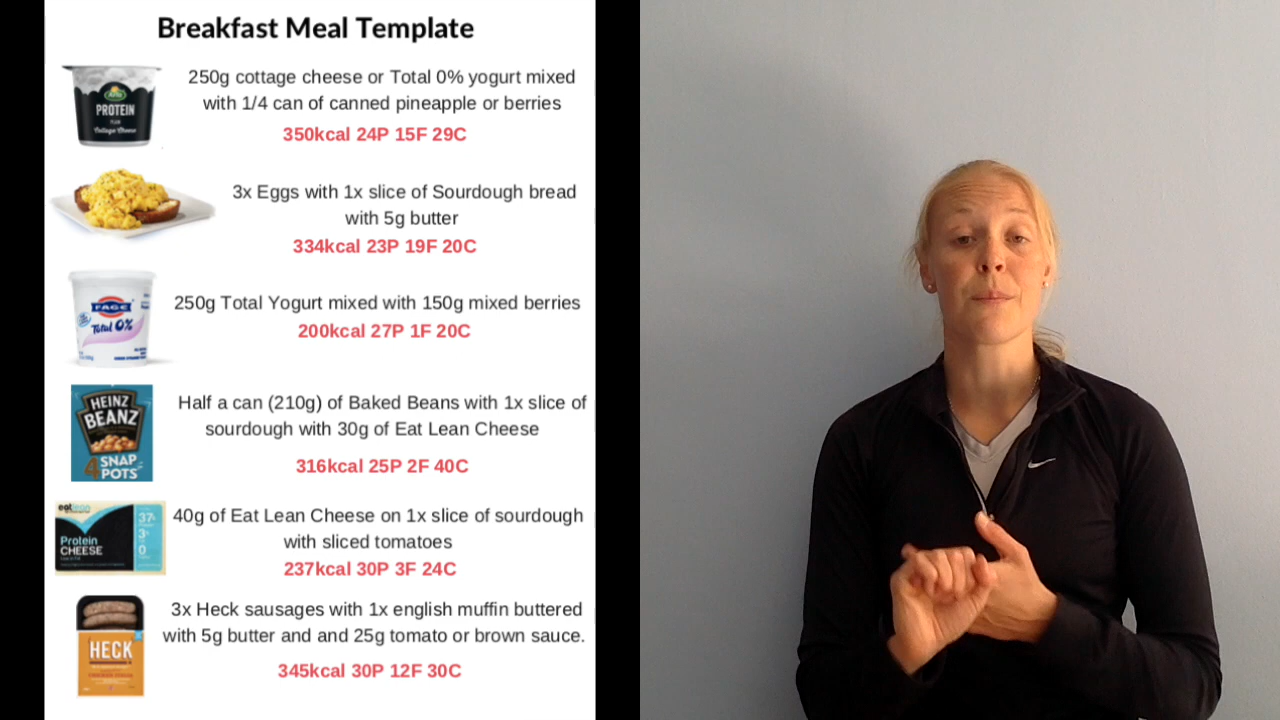 Breakfast Meal Template
250g cottage cheese or Total 0% yogurt mixed
with 1/4 can of canned pineapple or berries
350kcal 24P 15F 29C
Arla
PROTEIN
PLAIN
Cottage Cheese
3x Eggs with 1x slice of Sourdough bread
with 5g butter
334kcal 23P 19F 20C
FAGE
Total 0%
250g Total Yogurt mixed with 150g mixed berries
200kcal 27P 1F 20C
HEINZ
BEANZ
4 SNAP
POTS
Half a can (210g) of Baked Beans with 1x slice of
sourdough with 30g of Eat Lean Cheese
316kcal 25P 2F 40C
eatlean
Protein
CHEESE
37
3
0
40g of Eat Lean Cheese on 1x slice of sourdough
with sliced tomatoes
237kcal 30P 3F 24C
HECK
3x Heck sausages with 1x english muffin buttered
with 5g butter and and 25g tomato or brown sauce.
345kcal 30P 12F 30C